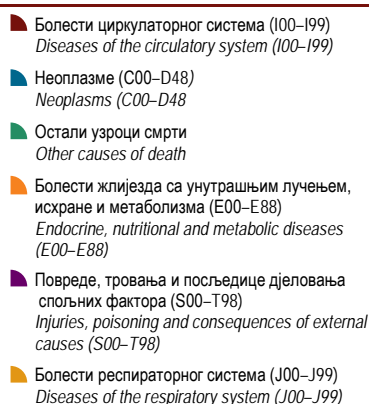 Болести циркулаторног система (I00–I99)
Diseases of the circulatory system (I00–I99)
Неоплазме (C00–D48)
Neoplasms (C00–D48
Остали узроци смрти
Other causes of death
Болести жлијезда са унутрашњим лучењем,
исхране и метаболизма (E00–E88)
Endocrine, nutritional and metabolic diseases
(E00–E88)
Повреде, тровања и посљедице дјеловања
спољних фактора (S00–T98)
Injuries, poisoning and consequences of external
causes (S00–T98)
Болести респираторног система (J00–J99)
Diseases of the respiratory system (J00–J99)